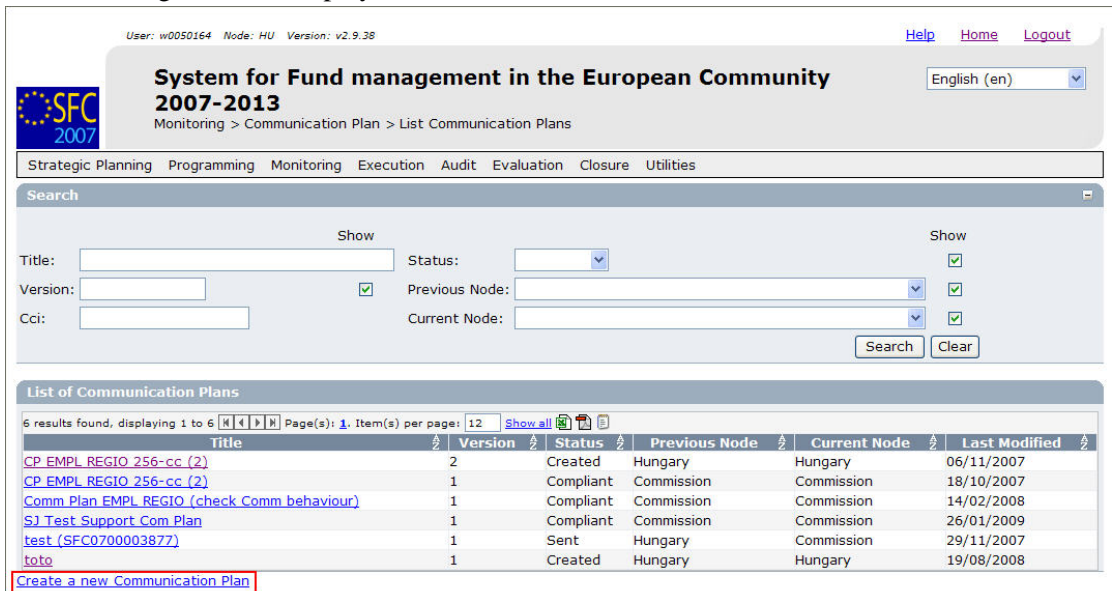 User: w0050164 Node: HU Version: v2.9.38 Help Home Logout
System for Fund management in the European Community
2007-2013
English (en)
Monitoring > Communication Plan > List Communication Plans
SFC
2007
Strategic Planning Programming Monitoring Execution Audit Evaluation Closure Utilities
Search
Show Show
Title: Status:
Version: Previous Node:
Cci: Current Node:
Search Clear
List of Communication Plans
6 results found, displaying 1 to 6 Page(s): 1. Item(s) per page: 12 Show all
Title Version Status Previous Node Current Node Last Modified
CP EMPL REGIO 256-cc (2) 2 Created Hungary Hungary 06/11/2007
CP EMPL REGIO 256-cc (2) 1 Compliant Commission Commission 18/10/2007
Comm Plan EMPL REGIO (check Comm behaviour) 1 Compliant Commission Commission 14/02/2008
SJ Test Support Com Plan 1 Compliant Commission Commission 26/01/2009
test (SFC0700003877) 1 Sent Hungary Commission 29/11/2007
toto 1 Created Hungary Hungary 19/08/2008
Create a new Communication Plan